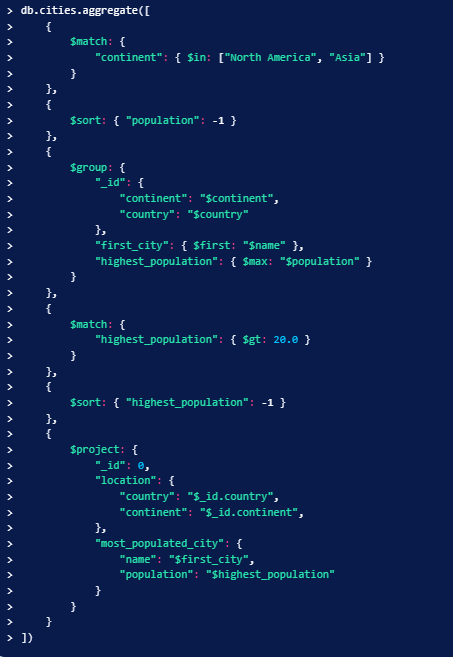 > db.cities.aggregate([
>     {
>         $match: {
>             "continent": { $in: ["North America", "Asia"] }
>         }
>     },
>     {
>         $sort: { "population": -1 }
>     },
>     {
>         $group: {
>             "_id": {
>                 "continent": "$continent",
>                 "country": "$country"
>             },
>             "first_city": { $first: "$name" },
>             "highest_population": { $max: "$population" }
>         }
>     },
>     {
>         $match: {
>             "highest_population": { $gt: 20.0 }
>         }
>     },
>     {
>         $sort: { "highest_population": -1 }
>     },
>     {
>         $project: {
>             "_id": 0,
>             "location": {
>                 "country": "$_id.country",
>                 "continent": "$_id.continent",
>             },
>             "most_populated_city": {
>                 "name": "$first_city",
>                 "population": "$highest_population"
>             }
>         }
>     }
> ])